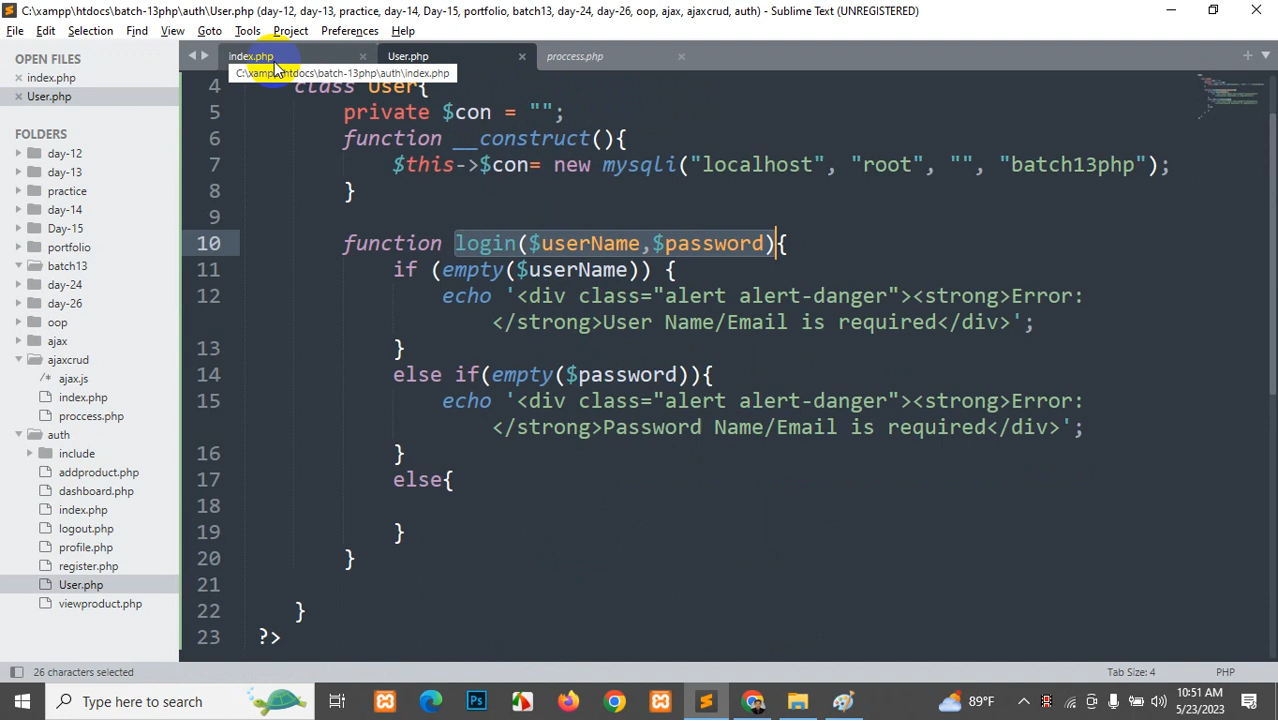 C:\xampp\htdocs\batch-13php\auth\User.php (day-12, day-13, practice, day-14, Day-15, portfolio, batch13, day-24, day-26, oop, ajax, ajaxcrud, auth) - Sublime Text (UNREGISTERED)
File Edit Selection Find View Goto Tools Project Preferences Help
OPEN FILES
index.php
User.php
FOLDERS
day-12
day-13
practice
day-14
Day-15
portfolio
batch13
day-24
day-26
oop
ajax
ajaxcrud
ajax.js
index.php
proccess.php
auth
include
addproduct.php
dashboard.php
index.php
logout.php
profile.php
register.php
User.php
viewproduct.php
index.php User.php proccess.php
C:\xampp\htdocs\batch-13php\auth\index.php
4 class User{
5 private $con = "";
6 function __construct(){
7 $this->$con= new mysqli("localhost", "root", "", "batch13php");
8 }
9
10 function login($userName,$password){
11 if (empty($userName)) {
12 echo '<div class="alert alert-danger"><strong>Error:
</strong>User Name/Email is required</div>';
13 }
14 else if(empty($password)){
15 echo '<div class="alert alert-danger"><strong>Error:
</strong>Password Name/Email is required</div>';
16 }
17 else{
18
19 }
20 }
21
22 }
23 ?>
26 characters selected Tab Size: 4 PHP
Type here to search 89°F 10:51 AM
5/23/2023